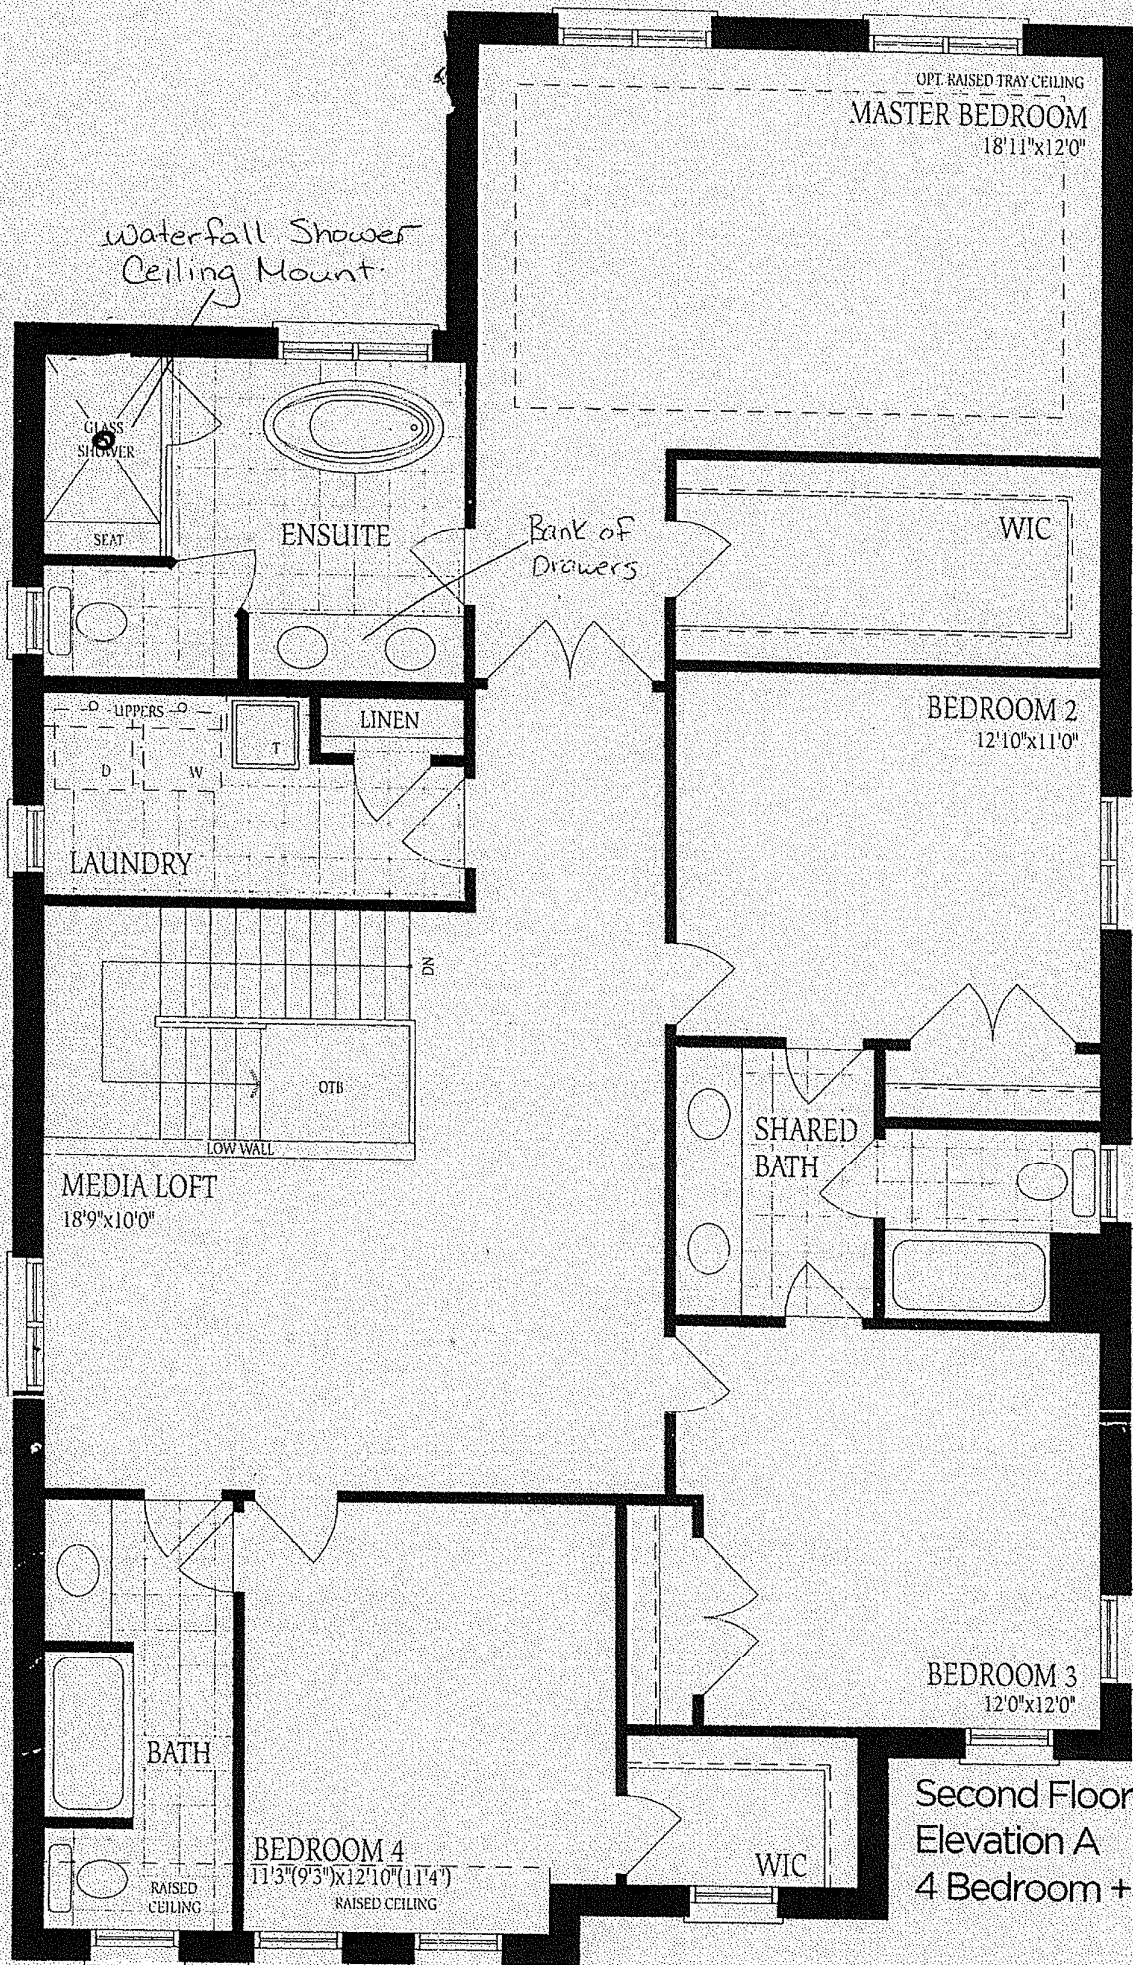 OPT. RAISED TRAY CEILING
MASTER BEDROOM
18'11"x12'0"
Waterfall Shower
Ceiling Mount.
GLASS
SHOWER
SEAT
ENSUITE
Bank of
Drawers
WIC
UPPERS
LINEN
T
D
W
LAUNDRY
BEDROOM 2
12'10"x11'0"
DN
OTB
LOW WALL
MEDIA LOFT
18'9"x10'0"
SHARED
BATH
BEDROOM 3
12'0"x12'0"
BATH
RAISED
CEILING
BEDROOM 4
11'3"(9'3")x12'10"(11'4")
RAISED CEILING
WIC
Second Floor
Elevation A
4 Bedroom +